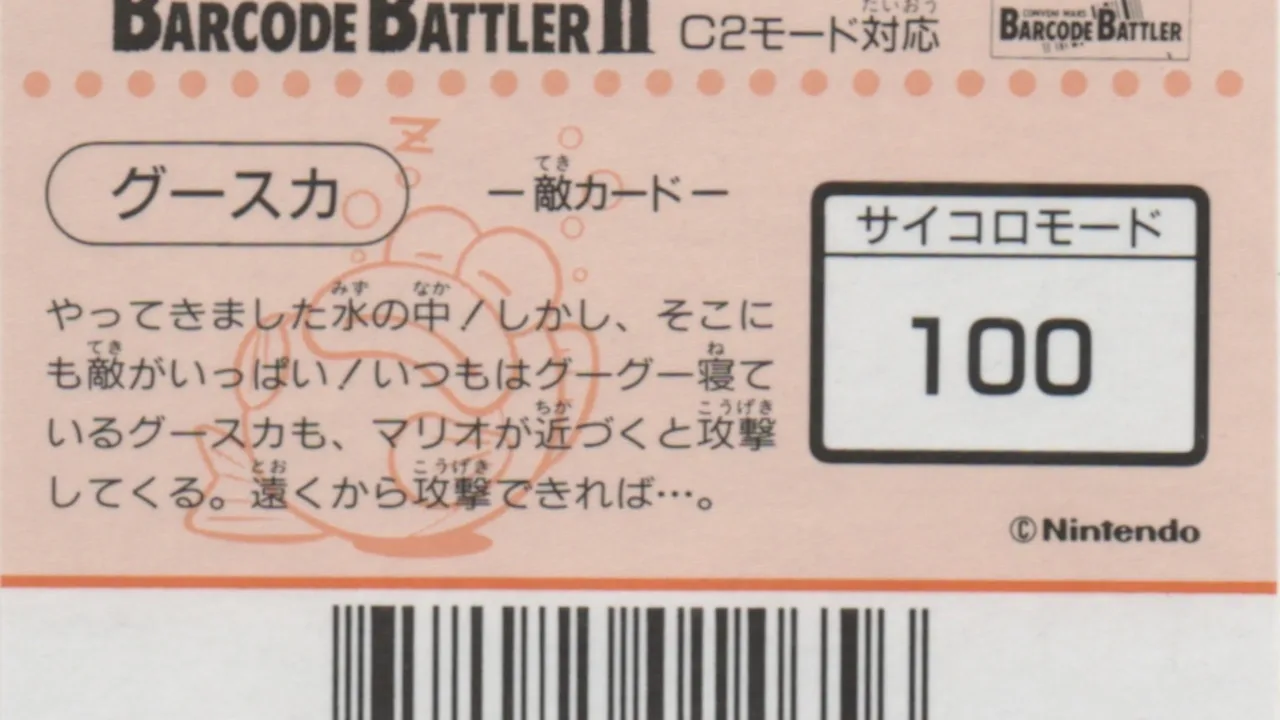 BARCODE BATTLER II C2モード対応
CONVENI WARS
BARCODE BATTLER
グースカ
ー敵カードー
サイコロモード
100
やってきました水の中!しかし、そこに
も敵がいっぱい!いつもはグーグー寝て
いるグースカも、マリオが近づくと攻撃
してくる。遠くから攻撃できれば…。
©Nintendo
Z